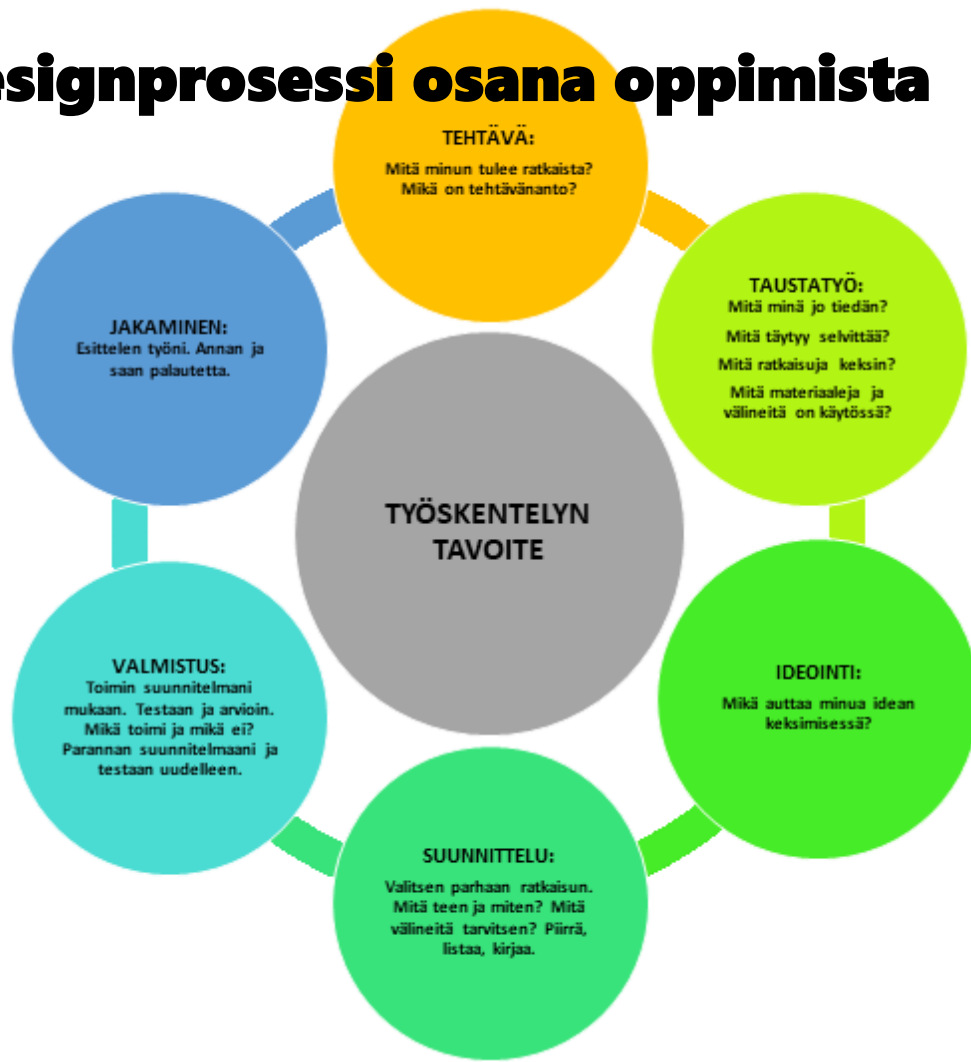 esignprosessi osana oppimista
TEHTÄVÄ:
Mitä minun tulee ratkaista?
Mikä on tehtävänanto?
TAUSTATYÖ:
Mitä minä jo tiedän?
Mitä täytyy selvittää?
Mitä ratkaisuja keksin?
Mitä materiaaleja ja
välineitä on käytössä?
IDEOINTI:
Mikä auttaa minua idean
keksimisessä?
SUUNNITTELU:
Valitsen parhaan ratkaisun.
Mitä teen ja miten? Mitä
välineitä tarvitsen? Piirrä,
listaa, kirjaa.
VALMISTUS:
Toimin suunnitelmani
mukaan. Testaan ja arvioin.
Mikä toimi ja mikä ei?
Parannan suunnitelmaani ja
testaan uudelleen.
JAKAMINEN:
Esittelen työni. Annan ja
saan palautetta.
TYÖSKENTELYN
TAVOITE